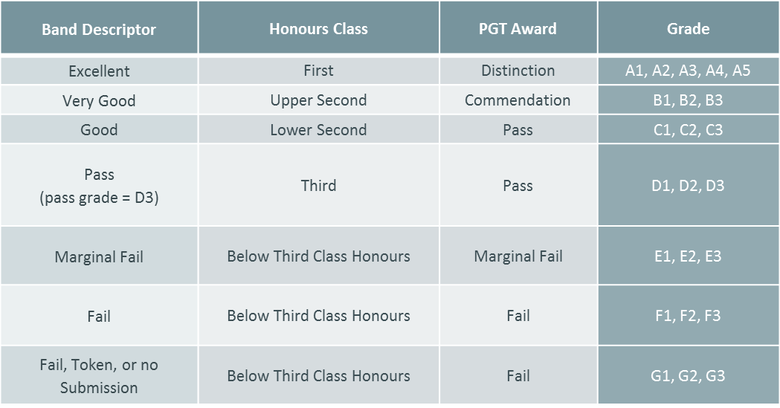 Band Descriptor Honours Class PGT Award Grade
Excellent First Distinction A1, A2, A3, A4, A5
Very Good Upper Second Commendation B1, B2, B3
Good Lower Second Pass C1, C2, C3
Pass
(pass grade = D3) Third Pass D1, D2, D3
Marginal Fail Below Third Class Honours Marginal Fail E1, E2, E3
Fail Below Third Class Honours Fail F1, F2, F3
Fail, Token, or no
Submission Below Third Class Honours Fail G1, G2, G3